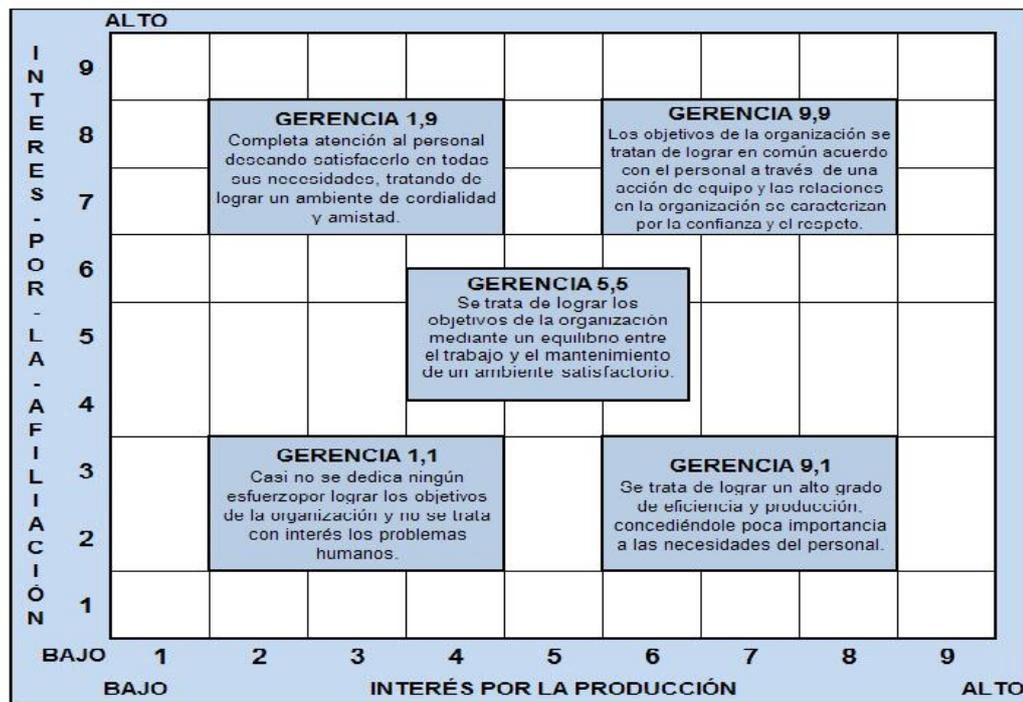 ALTO
INTERES-POR-LA-AFILIACIÓN
9
8
7
6
5
4
3
2
1
GERENCIA 1,9
Completa atención al personal
deseando satisfacerlo en todas
sus necesidades, tratando de
lograr un ambiente de cordialidad
y amistad.
GERENCIA 9,9
Los objetivos de la organización se
tratan de lograr en común acuerdo
con el personal a través de una
acción de equipo y las relaciones
en la organización se caracterizan
por la confianza y el respeto.
GERENCIA 5,5
Se trata de lograr los
objetivos de la organización
mediante un equilibrio entre
el trabajo y el mantenimiento
de un ambiente satisfactorio.
GERENCIA 1,1
Casi no se dedica ningún
esfuerzopor lograr los objetivos
de la organización y no se trata
con interés los problemas
humanos.
GERENCIA 9,1
Se trata de lograr un alto grado
de eficiencia y producción,
concediéndole poca importancia
a las necesidades del personal.
BAJO 1 2 3 4 5 6 7 8 9
BAJO INTERÉS POR LA PRODUCCIÓN ALTO